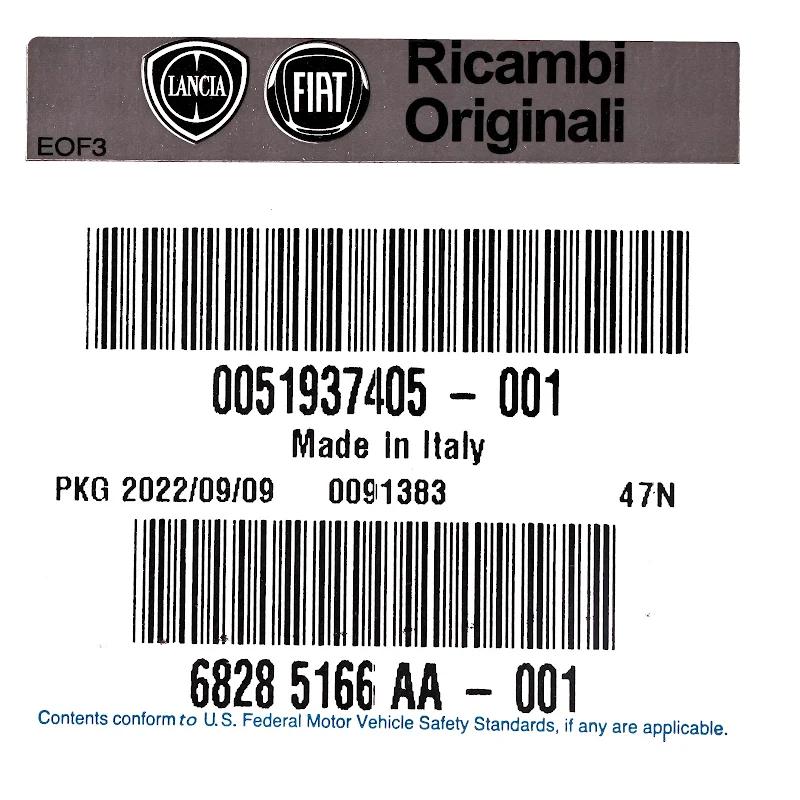 LANCIA FIAT Ricambi
Originali
EOF3
0051937405 - 001
Made in Italy
PKG 2022/09/09 0091383 47N
6828 5166 AA - 001
Contents conform to U.S. Federal Motor Vehicle Safety Standards, if any are applicable.